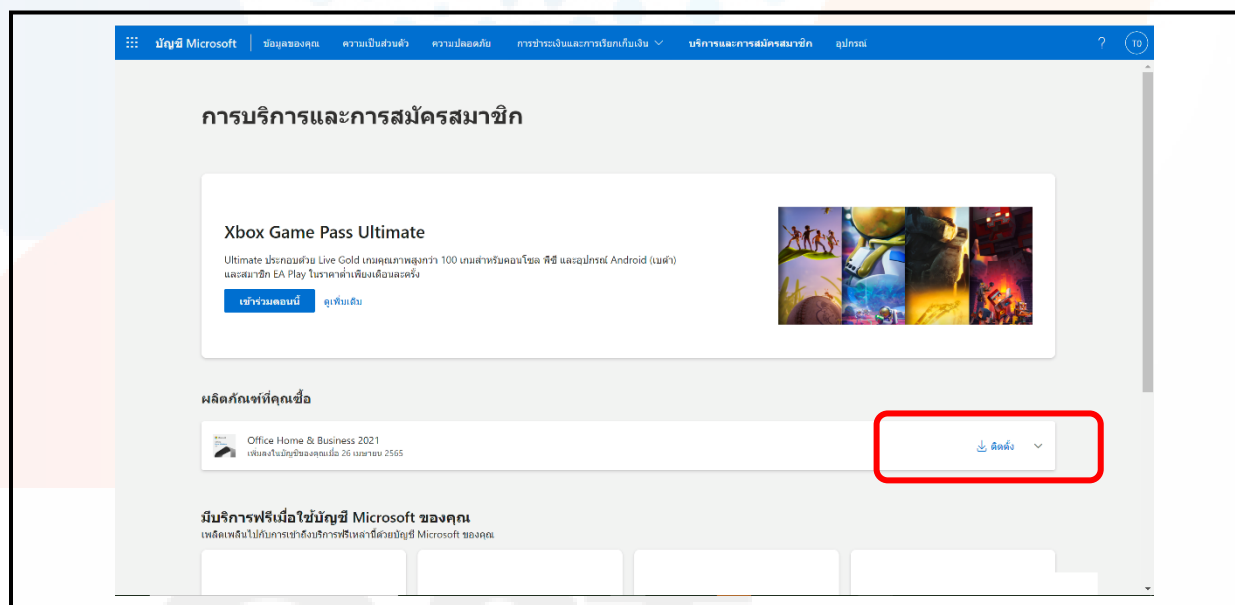 บัญชี Microsoft ข้อมูลของคุณ ความเป็นส่วนตัว ความปลอดภัย การชำระเงินและการเรียกเก็บเงิน บริการและการสมัครสมาชิก อุปกรณ์ ? TO
การบริการและการสมัครสมาชิก
Xbox Game Pass Ultimate
Ultimate ประกอบด้วย Live Gold เกมคุณภาพสูงกว่า 100 เกมสำหรับคอนโซล พีซี และอุปกรณ์ Android (เบต้า)
และสมาชิก EA Play ในราคาต่ำเพียงเดือนละครั้ง
เข้าร่วมตอนนี้ ดูเพิ่มเติม
ผลิตภัณฑ์ที่คุณซื้อ
Office Home & Business 2021
เพิ่มลงในบัญชีของคุณเมื่อ 26 เมษายน 2565
ติดตั้ง
มีบริการฟรีเมื่อใช้บัญชี Microsoft ของคุณ
เพลิดเพลินไปกับการเข้าถึงบริการฟรีเหล่านี้ด้วยบัญชี Microsoft ของคุณ